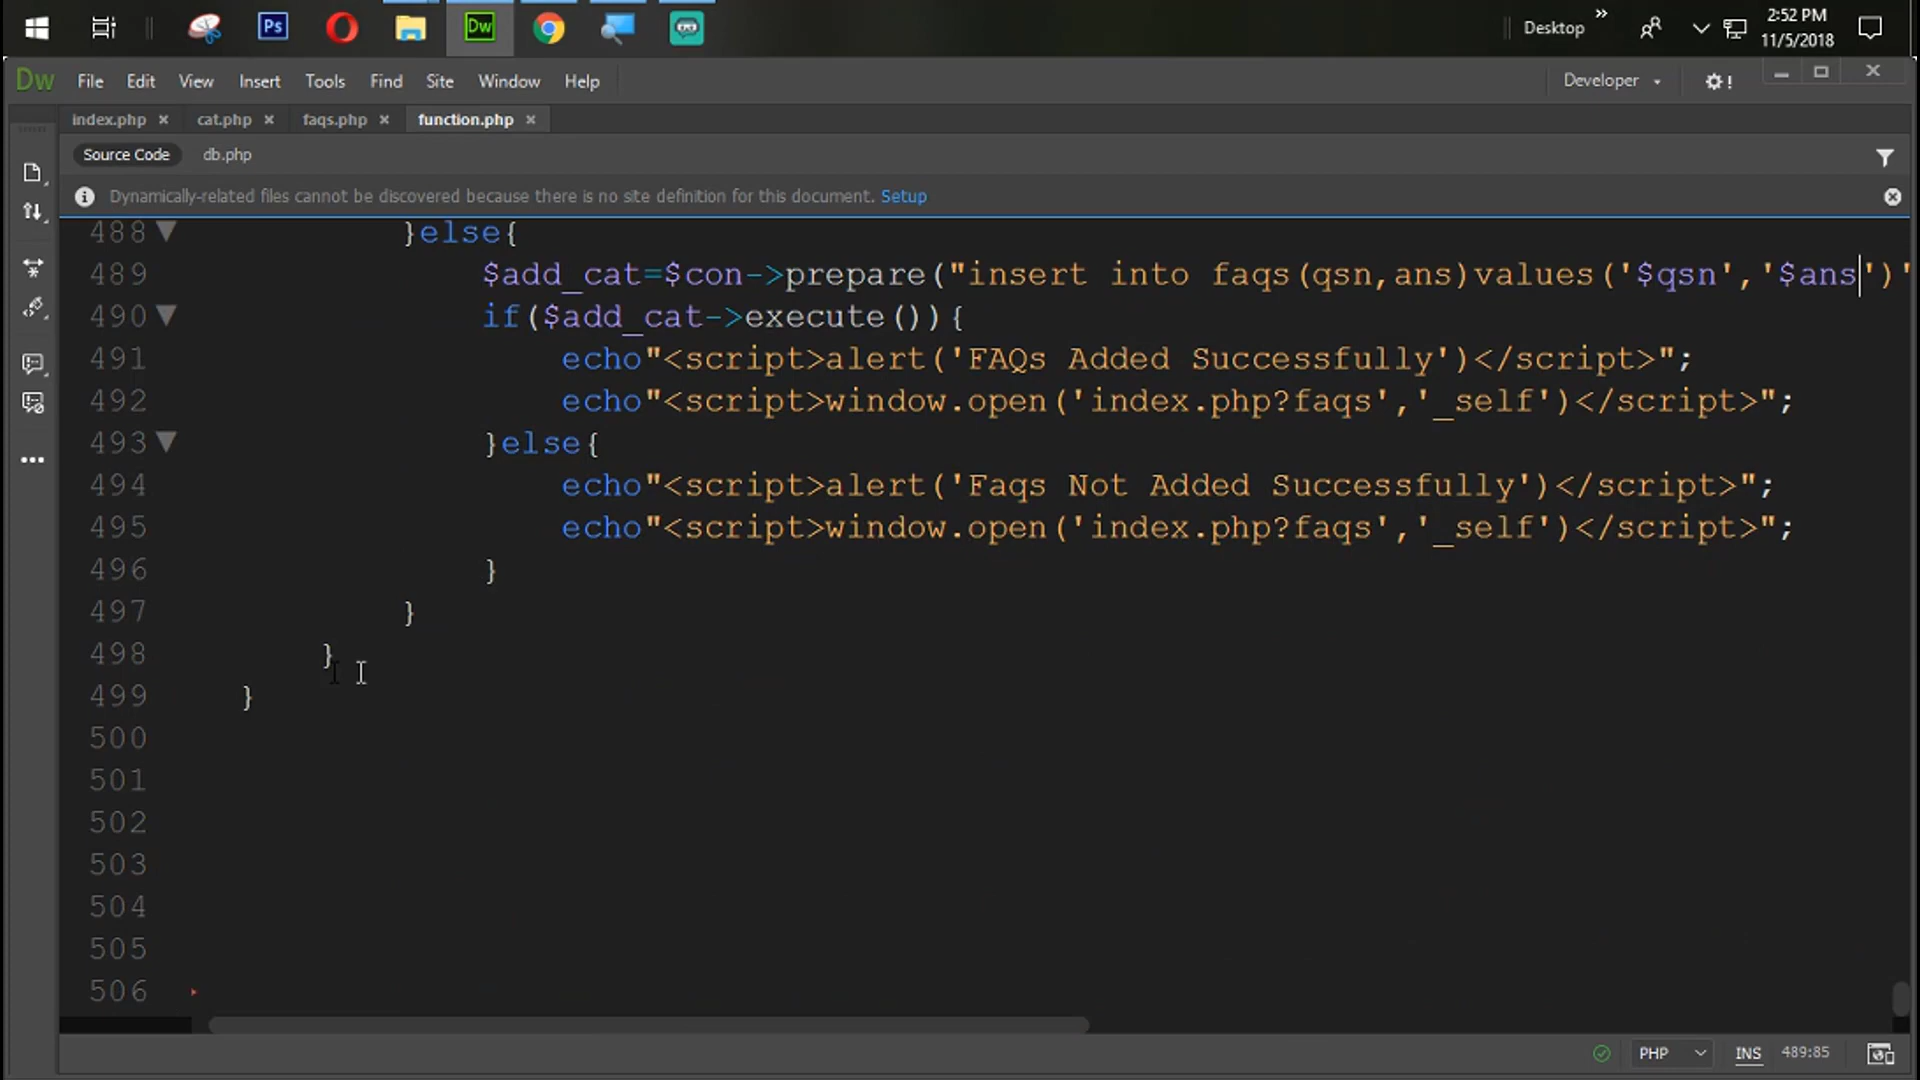 Ps
Dw
Desktop
»
2:52 PM
11/5/2018
Dw File Edit View Insert Tools Find Site Window Help
Developer
index.php × cat.php × faqs.php × function.php ×
Source Code db.php
Dynamically-related files cannot be discovered because there is no site definition for this document. Setup
488 }else{
489 $add_cat=$con->prepare("insert into faqs(qsn,ans)values('$qsn','$ans')"
490 if($add_cat->execute()){
491 echo"<script>alert('FAQs Added Successfully')</script>";
492 echo"<script>window.open('index.php?faqs','_self')</script>";
493 }else{
494 echo"<script>alert('Faqs Not Added Successfully')</script>";
495 echo"<script>window.open('index.php?faqs','_self')</script>";
496 }
497 }
498 }
499 }
500
501
502
503
504
505
506
PHP INS 489:85